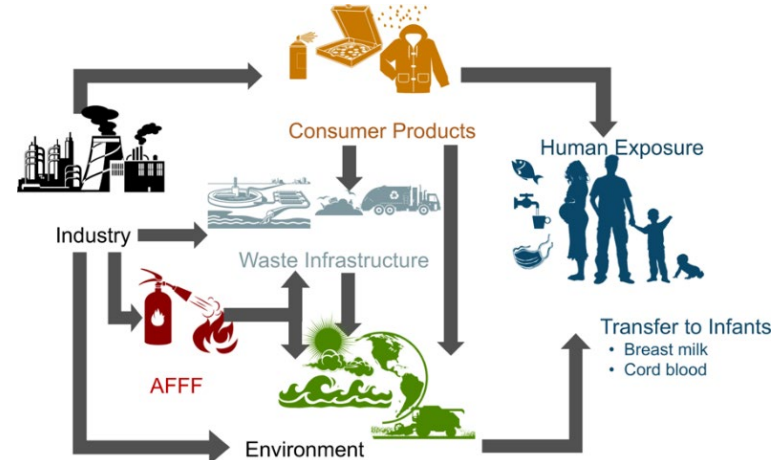 Consumer Products
Human Exposure
Industry
Waste Infrastructure
Transfer to Infants
• Breast milk
• Cord blood
AFFF
Environment